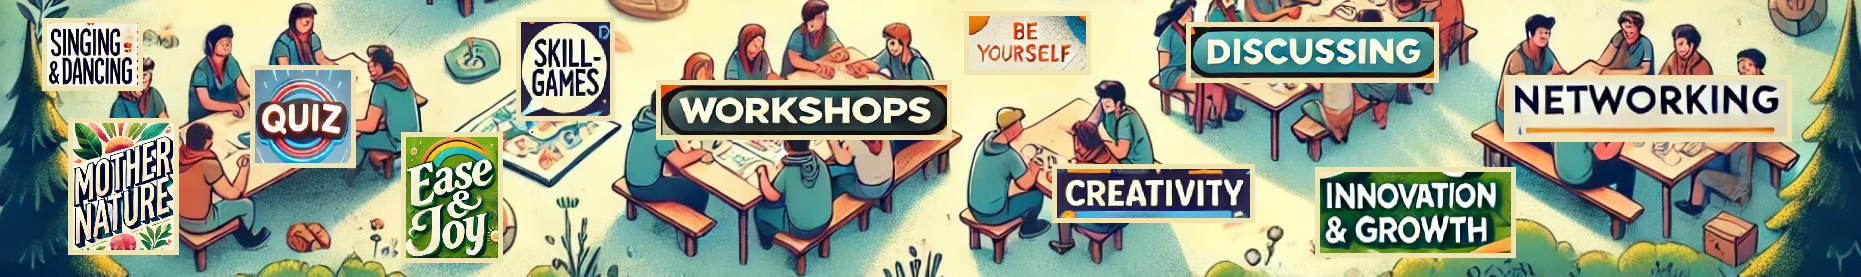 SINGING
& DANCING
QUIZ
MOTHER
NATURE
Ease
&
Joy
SKILL-
GAMES
WORKSHOPS
BE
YOURSELF
CREATIVITY
DISCUSSING
INNOVATION
& GROWTH
NETWORKING